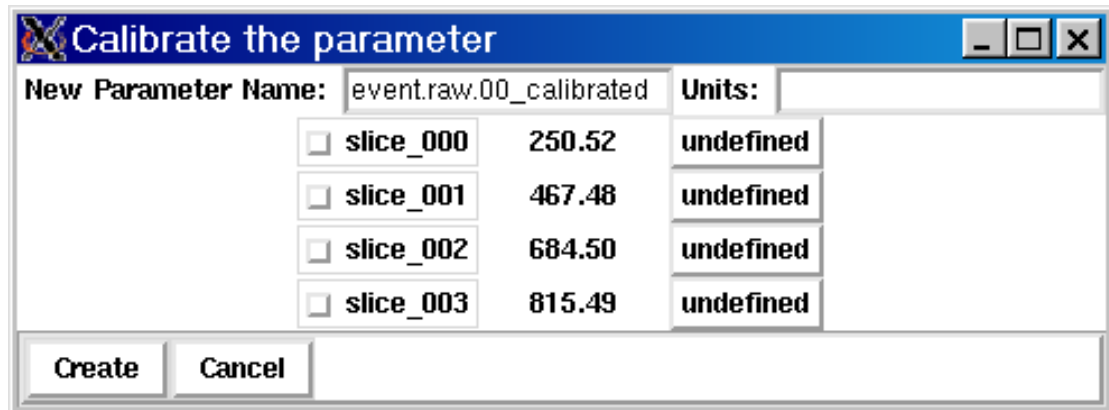 Calibrate the parameter
New Parameter Name: event.raw.00_calibrated Units:
slice_000 250.52 undefined
slice_001 467.48 undefined
slice_002 684.50 undefined
slice_003 815.49 undefined
Create Cancel